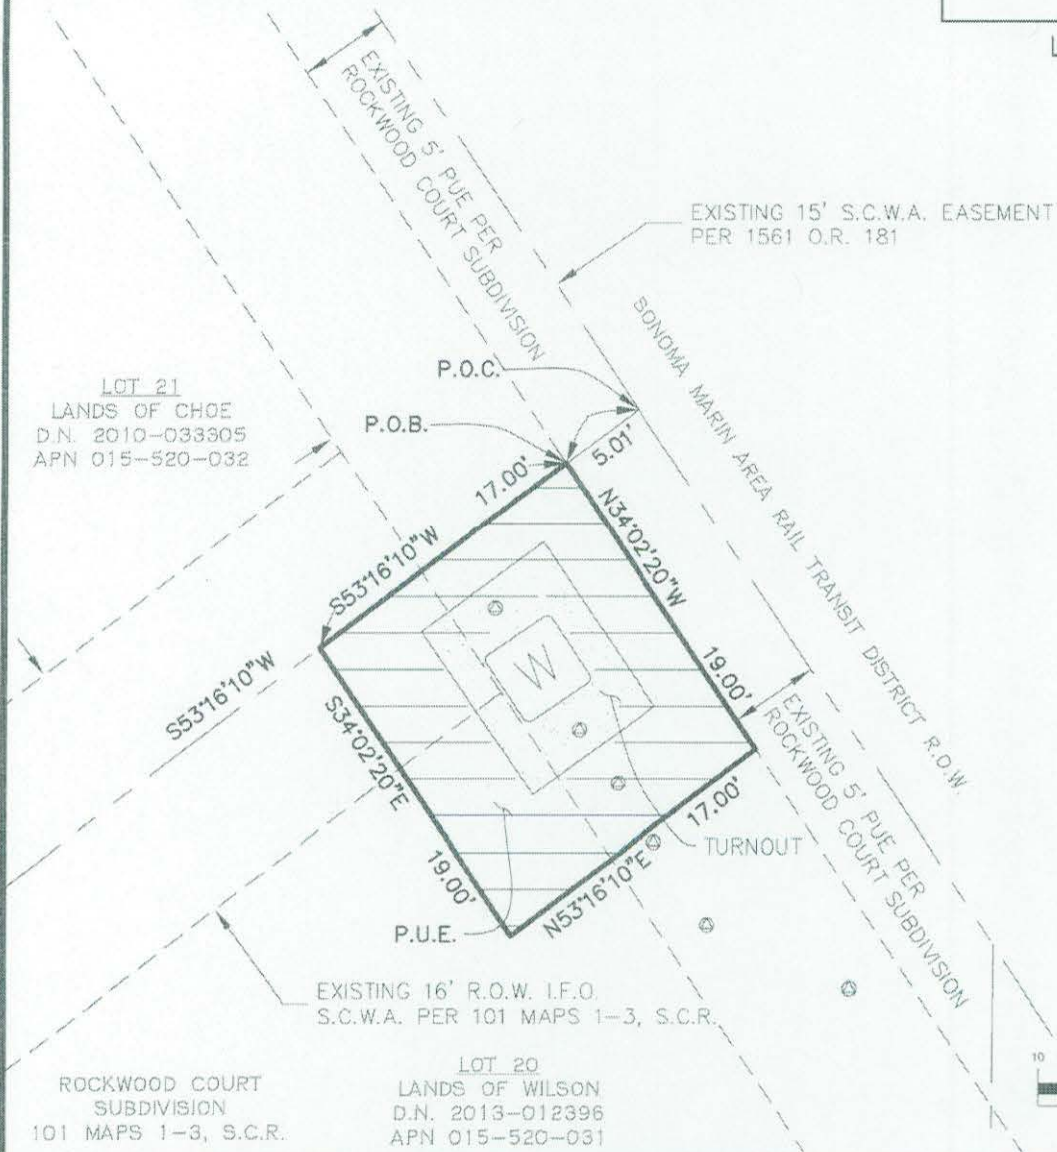 L
EXISTING 5' PUE PER
ROCKWOOD COURT SUBDIVISION
EXISTING 15' S.C.W.A. EASEMENT
PER 1561 O.R. 181
SONOMA MARIN AREA RAIL TRANSIT DISTRICT R.O.W.
P.O.C.
LOT 21
LANDS OF CHOE
D.N. 2010-033305
APN 015-520-032
P.O.B.
5.01'
17.00'
S53°16'10"W
N34°02'20"W
19.00'
W
S53°16'10"W
S34°02'20"E
19.00'
EXISTING 5' PUE PER
ROCKWOOD COURT SUBDIVISION
17.00'
N53°16'10"E
TURNOUT
P.U.E.
EXISTING 16' R.O.W. I.F.O.
S.C.W.A. PER 101 MAPS 1-3, S.C.R.
ROCKWOOD COURT
SUBDIVISION
101 MAPS 1-3, S.C.R.
LOT 20
LANDS OF WILSON
D.N. 2013-012396
APN 015-520-031
10